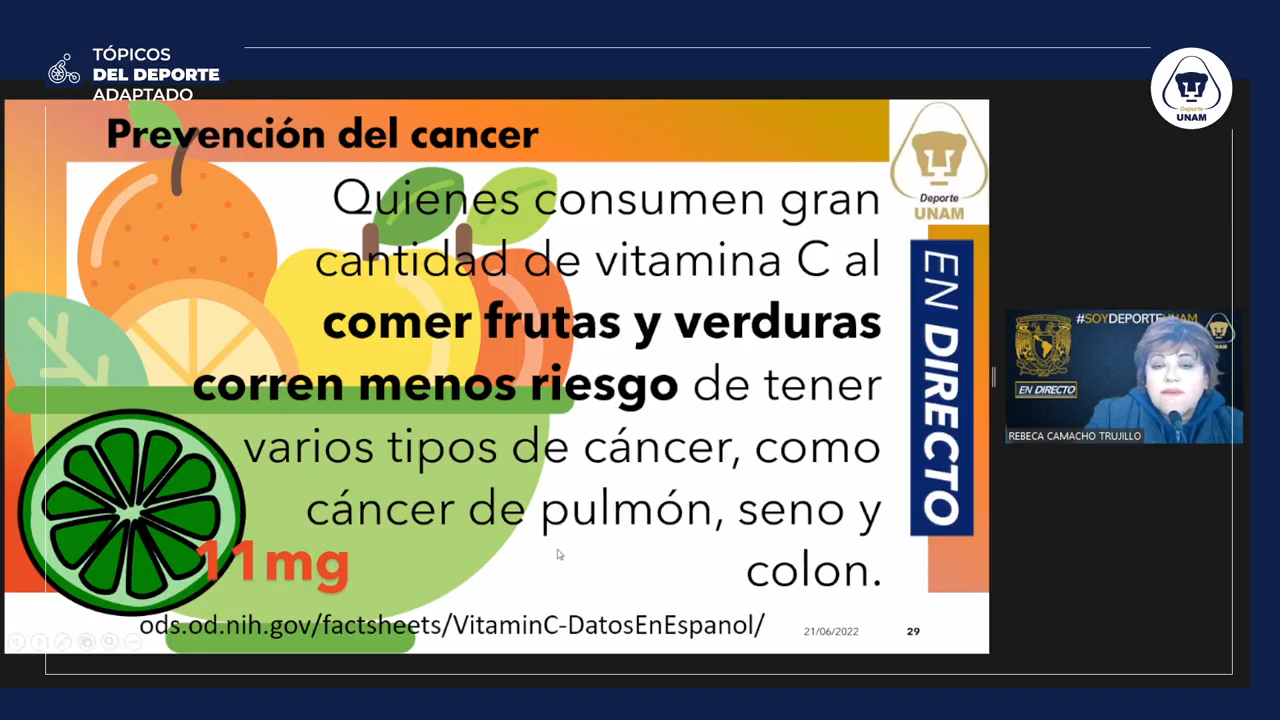 TÓPICOS
DEL DEPORTE
ADAPTADO
Deporte
UNAM
Prevención del cancer
Deporte
UNAM
Quienes consumen gran
cantidad de vitamina C al
comer frutas y verduras
corren menos riesgo de tener
varios tipos de cáncer, como
cáncer de pulmón, seno y
colon.
11mg
ods.od.nih.gov/factsheets/VitaminC-DatosEnEspanol/
21/06/2022
29
EN DIRECTO
#SOYDEPORTEUNAM
EN DIRECTO
REBECA CAMACHO TRUJILLO